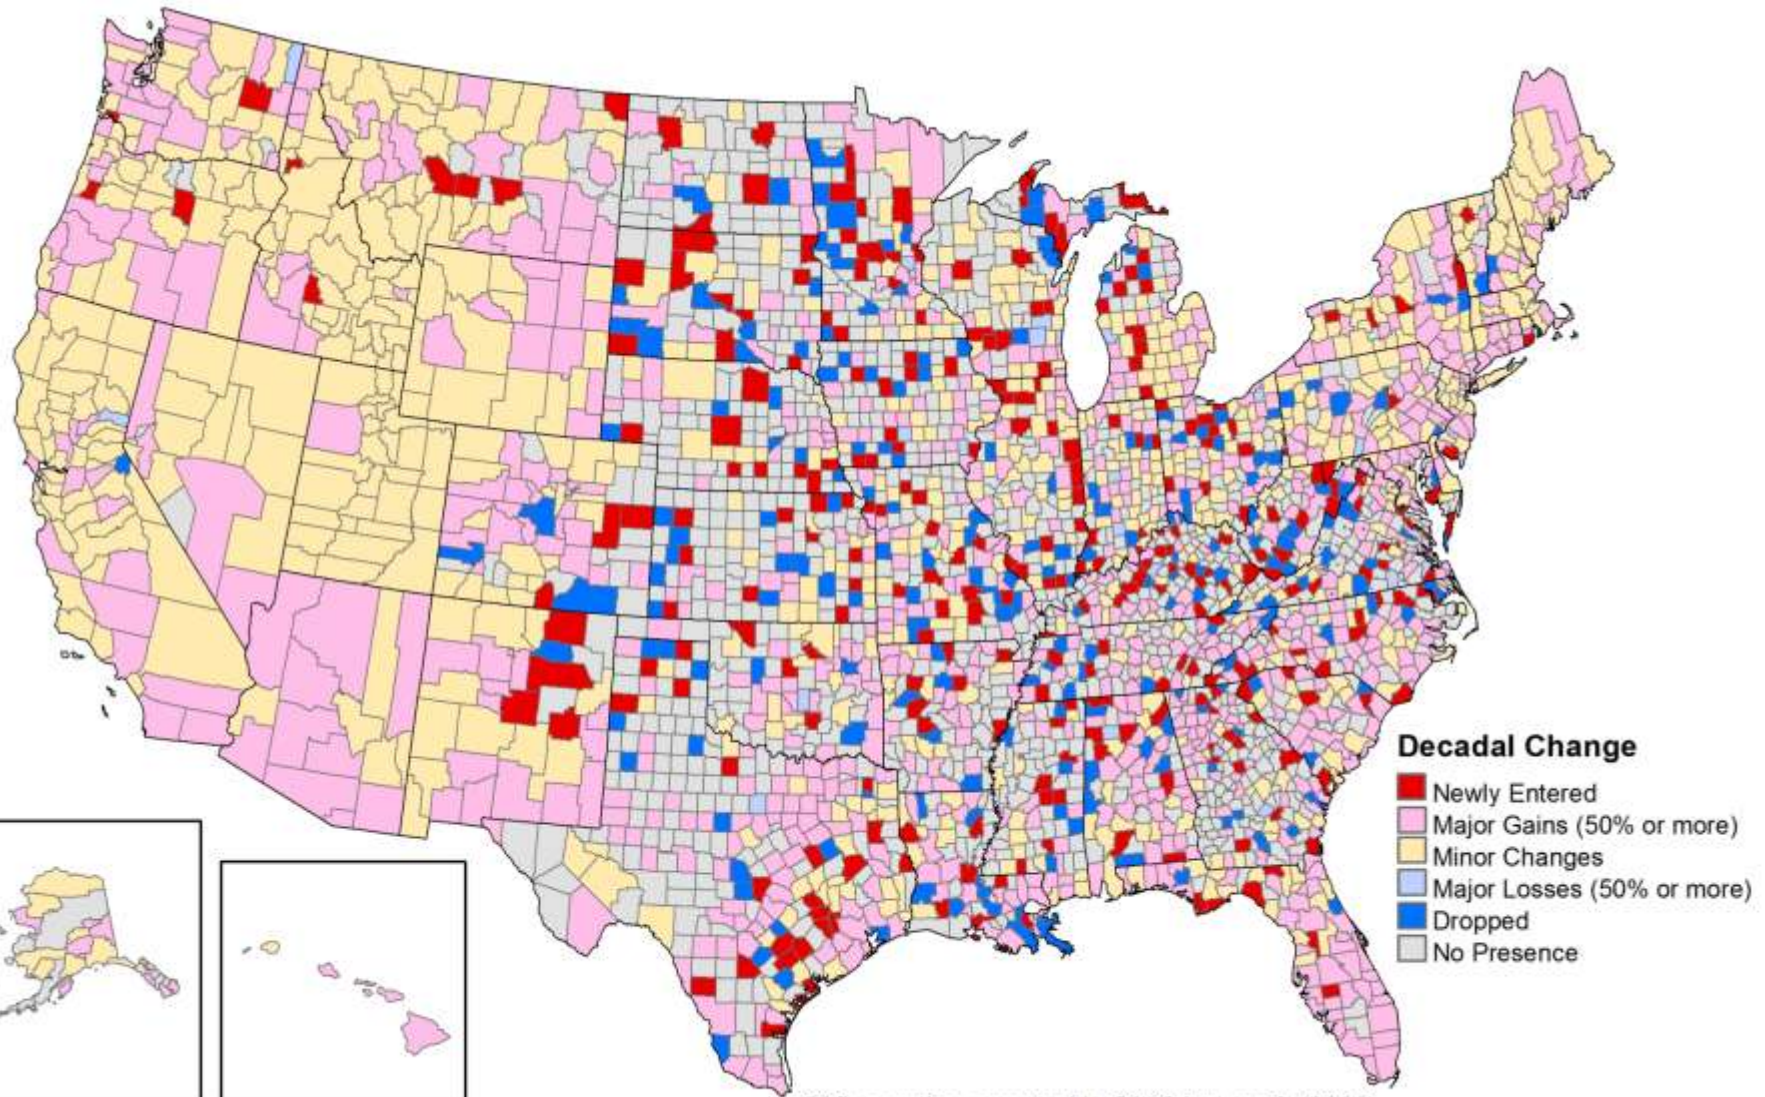 Decadal Change
Newly Entered
Major Gains (50% or more)
Minor Changes
Major Losses (50% or more)
Dropped
No Presence